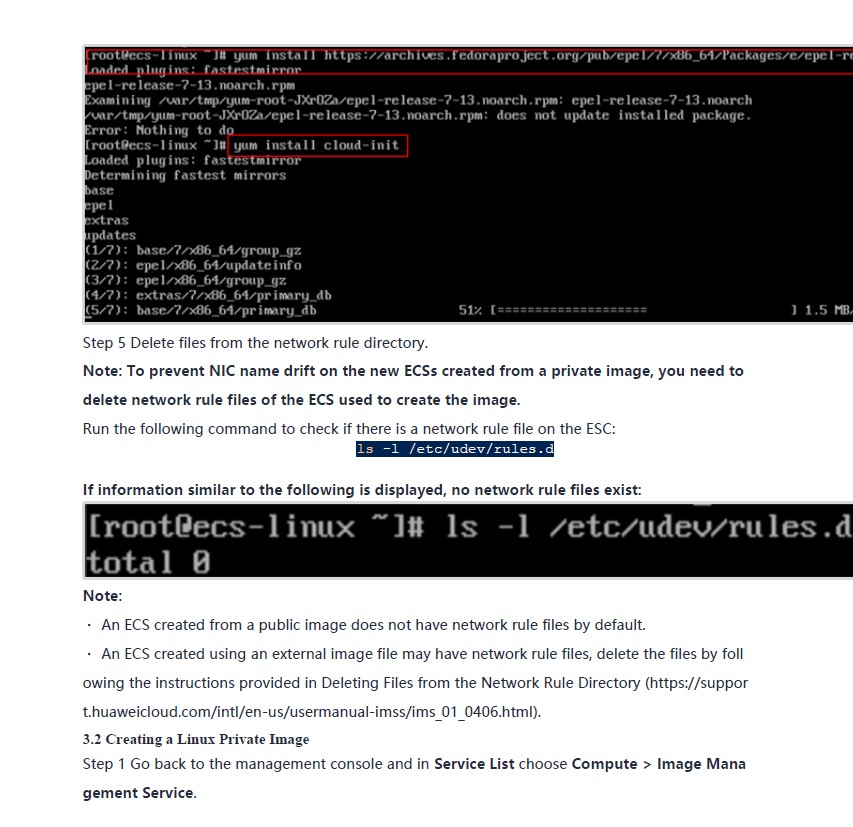 [root@ecs-linux ~]# yum install https://archives.fedoraproject.org/pub/epel/7/x86_64/Packages/e/epel-re
Loaded plugins: fastestmirror
epel-release-7-13.noarch.rpm
Examining /var/tmp/yum-root-JXrOZa/epel-release-7-13.noarch.rpm: epel-release-7-13.noarch
/var/tmp/yum-root-JXrOZa/epel-release-7-13.noarch.rpm: does not update installed package.
Error: Nothing to do
[root@ecs-linux ~]# yum install cloud-init
Loaded plugins: fastestmirror
Determining fastest mirrors
base
epel
extras
updates
(1/7): base/7/x86_64/group_gz
(2/7): epel/x86_64/updateinfo
(3/7): epel/x86_64/group_gz
(4/7): extras/7/x86_64/primary_db
(5/7): base/7/x86_64/primary_db 51% [==================== ] 1.5 MB/
Step 5 Delete files from the network rule directory.
Note: To prevent NIC name drift on the new ECSs created from a private image, you need to
delete network rule files of the ECS used to create the image.
Run the following command to check if there is a network rule file on the ESC:
ls -l /etc/udev/rules.d
If information similar to the following is displayed, no network rule files exist:
[root@ecs-linux ~]# ls -l /etc/udev/rules.d
total 0
Note:
· An ECS created from a public image does not have network rule files by default.
· An ECS created using an external image file may have network rule files, delete the files by foll
owing the instructions provided in Deleting Files from the Network Rule Directory (https://suppor
t.huaweicloud.com/intl/en-us/usermanual-imss/ims_01_0406.html).
3.2 Creating a Linux Private Image
Step 1 Go back to the management console and in Service List choose Compute > Image Mana
gement Service.